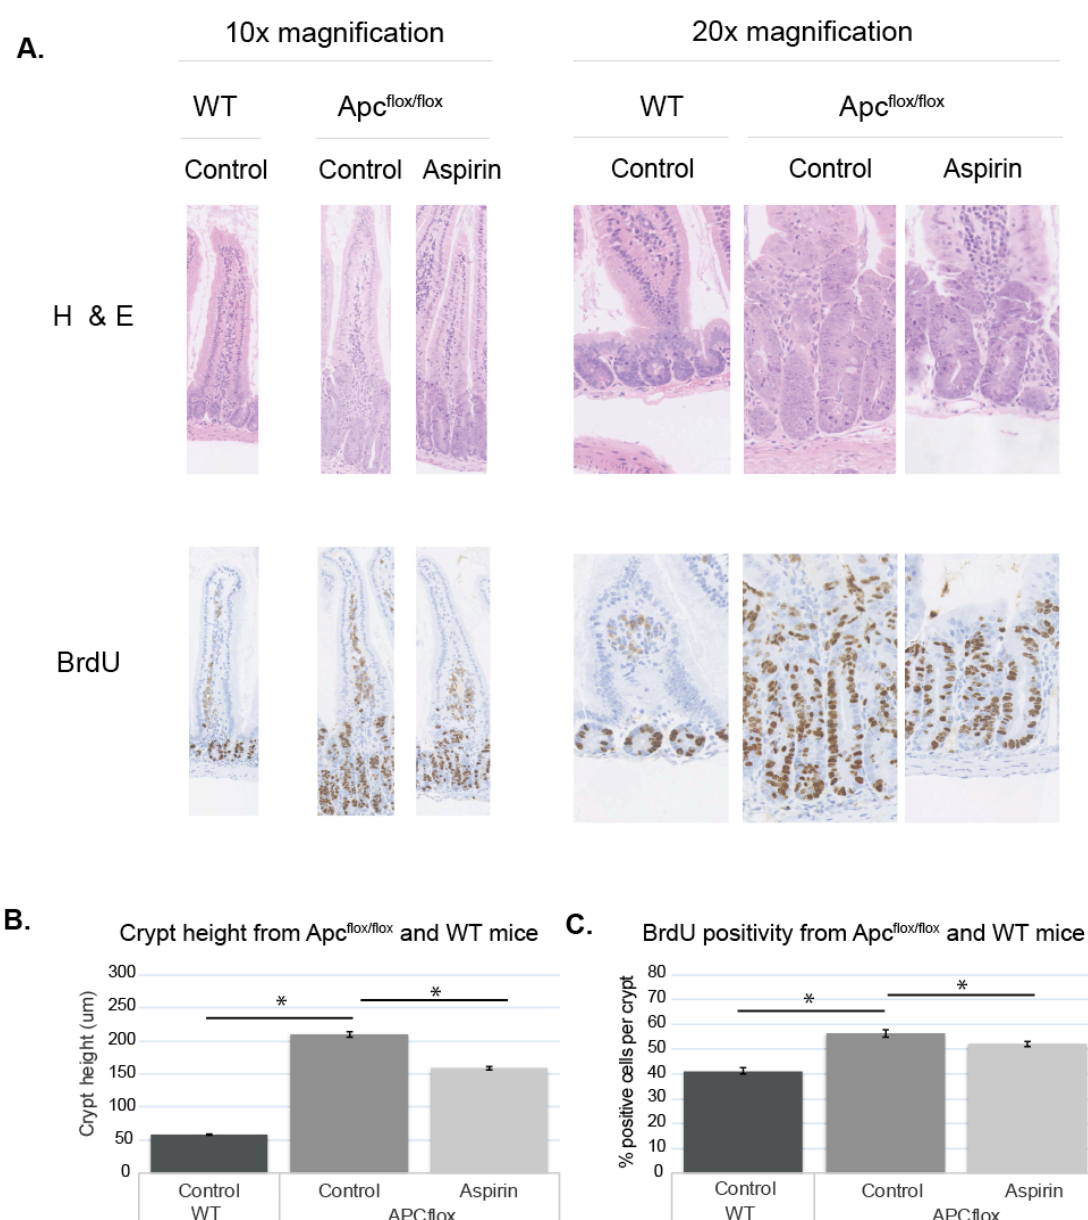 A.
10x magnification 20x magnification
WT Apcflox/flox WT Apcflox/flox
Control Control Aspirin Control Control Aspirin
H & E
BrdU
B.
Crypt height from Apcflox/flox and WT mice
Crypt height (um)
300
250
200
150
100
50
0
* *
Control Control Aspirin
WT APCflox
C.
BrdU positivity from Apcflox/flox and WT mice
% positive cells per crypt
80
70
60
50
40
30
20
10
0
* *
Control Control Aspirin
WT APCflox